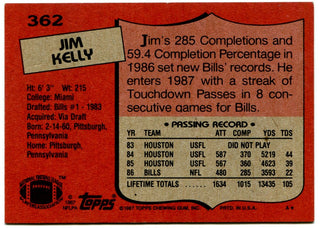 362
JIM
KELLY
Ht: 6' 3" Wt: 215
College: Miami
Drafted: Bills #1 - 1983
Acquired: Via Draft
Born: 2-14-60, Pittsburgh,
Pennsylvania
Home: Pittsburgh,
Pennsylvania
Jim's 285 Completions and
59.4 Completion Percentage in
1986 set new Bills' records. He
enters 1987 with a streak of
Touchdown Passes in 8 con-
secutive games for Bills.
PASSING RECORD
YR TEAM ATT COMP YDS TDS
83 HOUSTON USFL DID NOT PLAY
84 HOUSTON USFL 587 370 5219 44
85 HOUSTON USFL 567 360 4623 39
86 BILLS NFL 480 285 3593 22
LIFETIME TOTALS 1634 1015 13435 105
TM
© 1987
NFLPA
Topps
©1987 TOPPS CHEWING GUM, INC. PRTD. IN U.S.A.